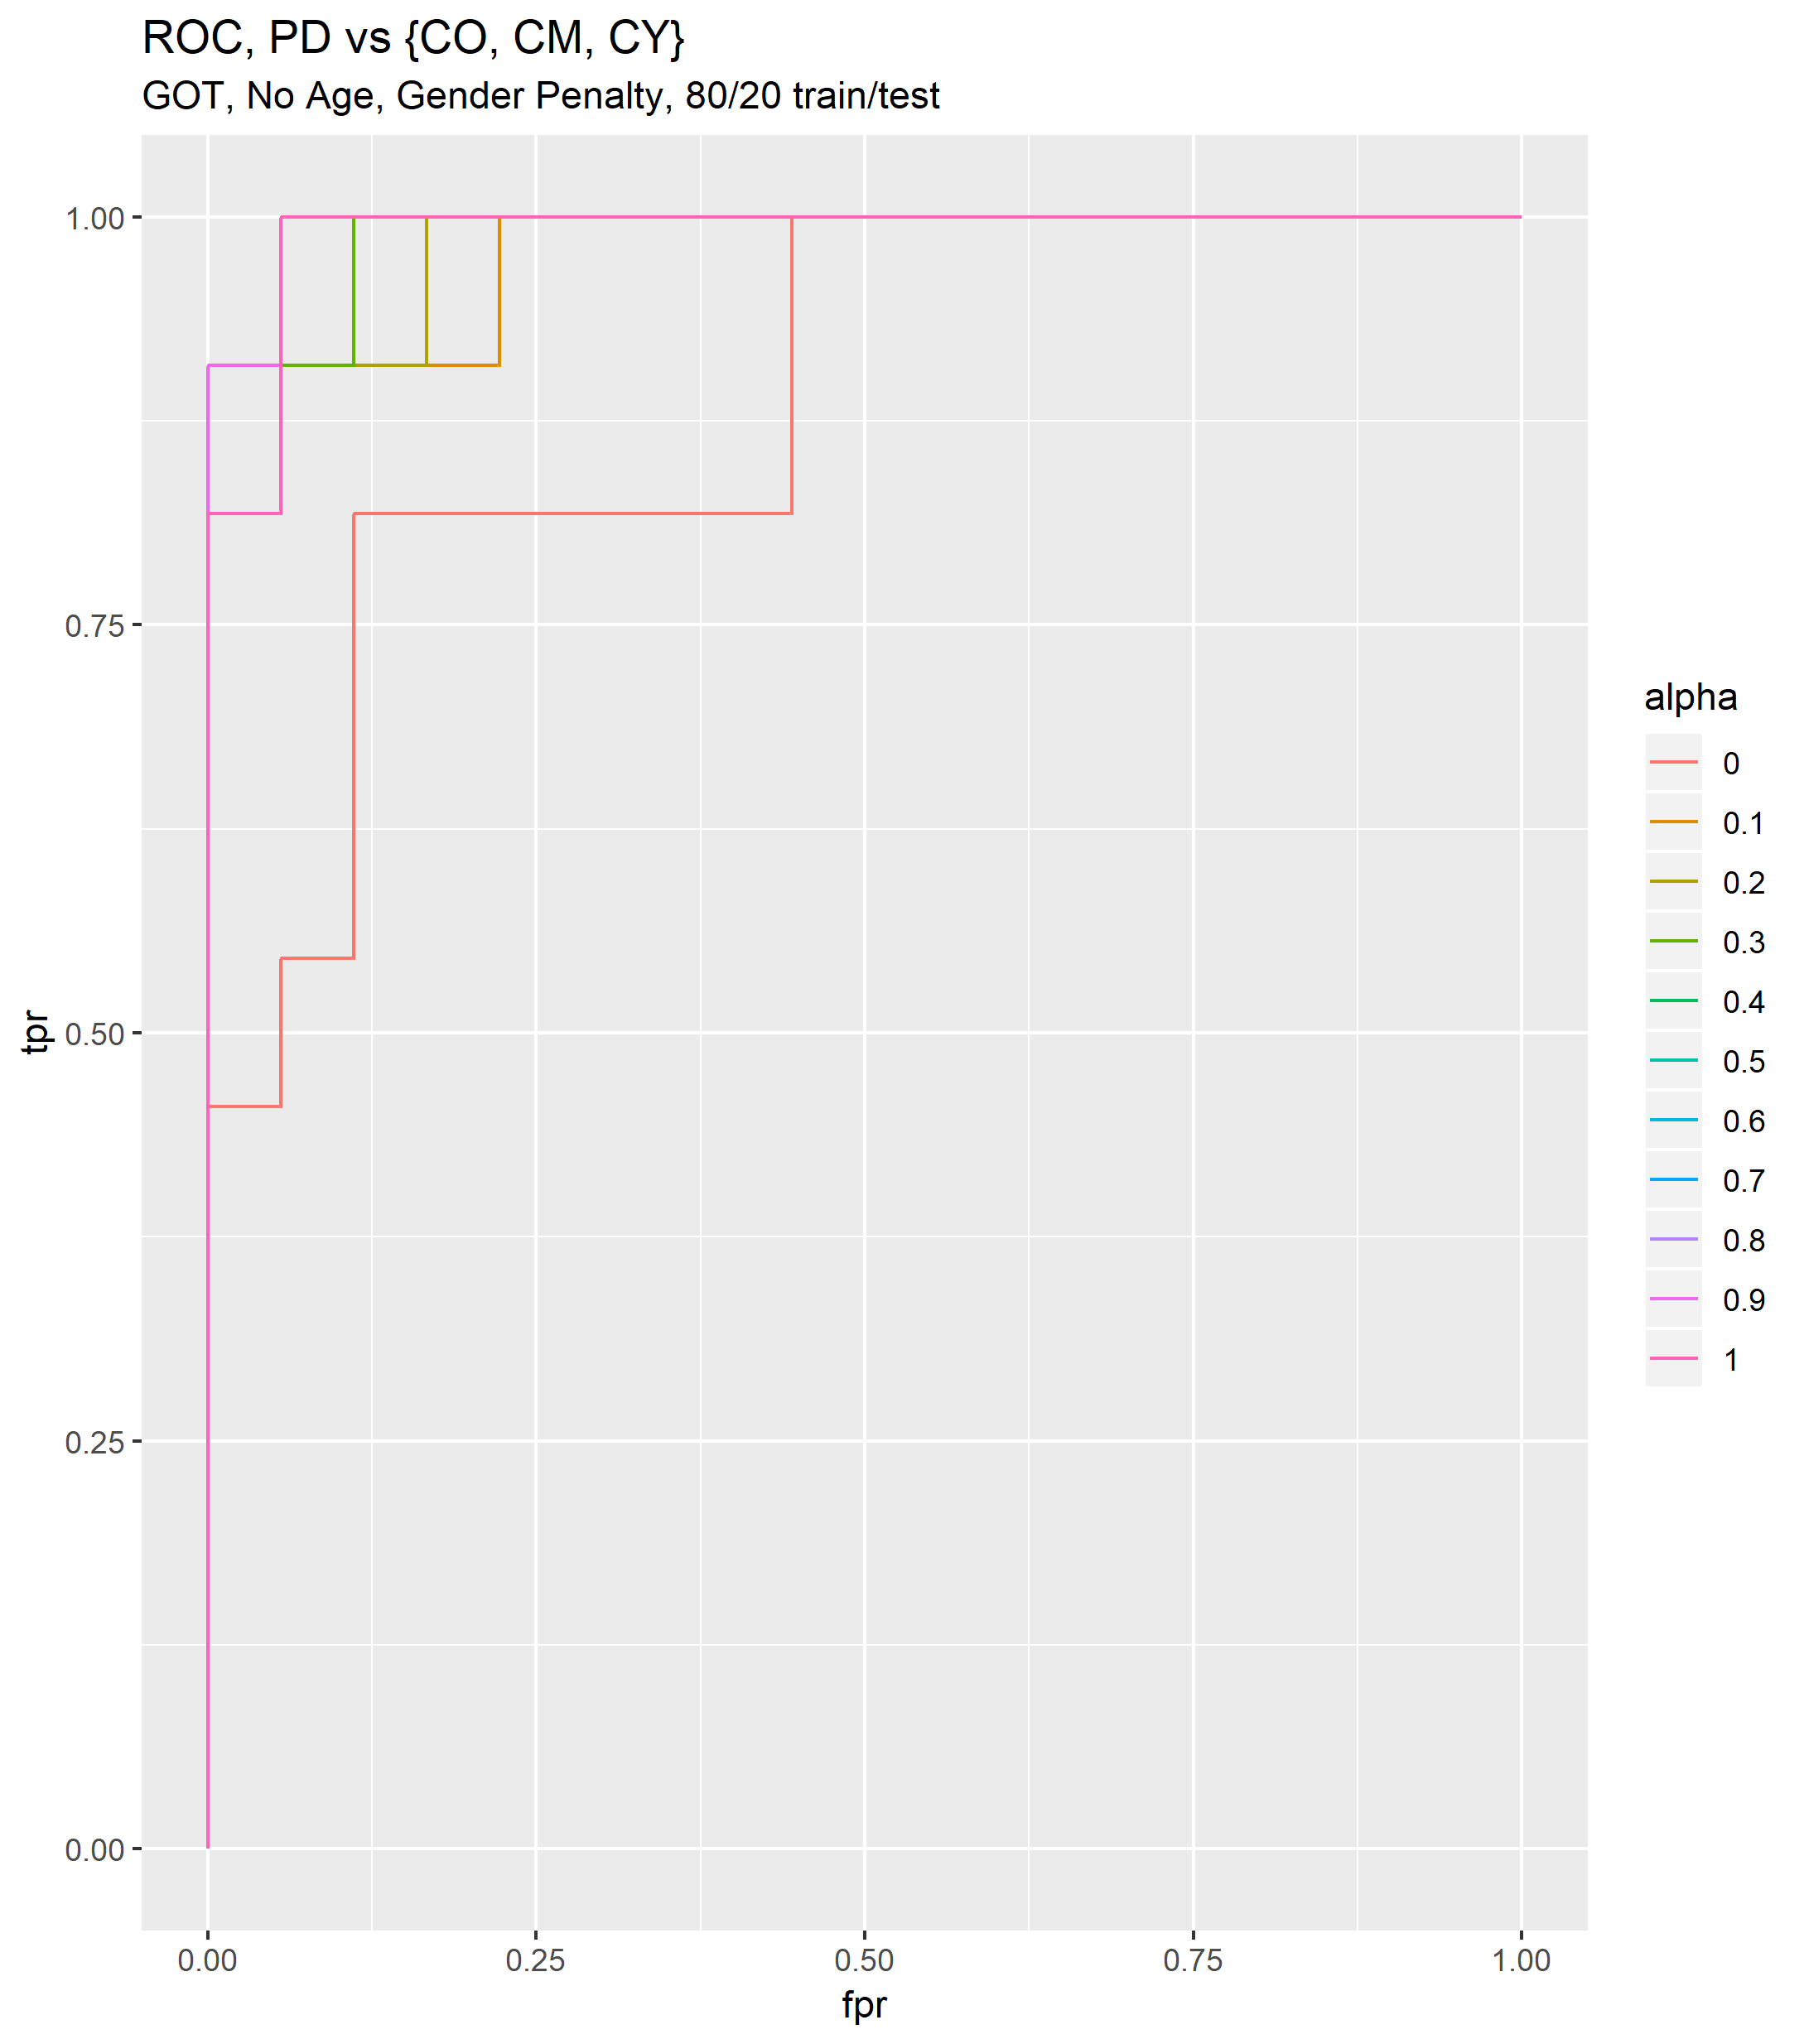 ROC, PD vs {CO, CM, CY}
GOT, No Age, Gender Penalty, 80/20 train/test
1.00
0.75
0.50
0.25
0.00
tpr
0.00 0.25 0.50 0.75 1.00
fpr
alpha
0
0.1
0.2
0.3
0.4
0.5
0.6
0.7
0.8
0.9
1